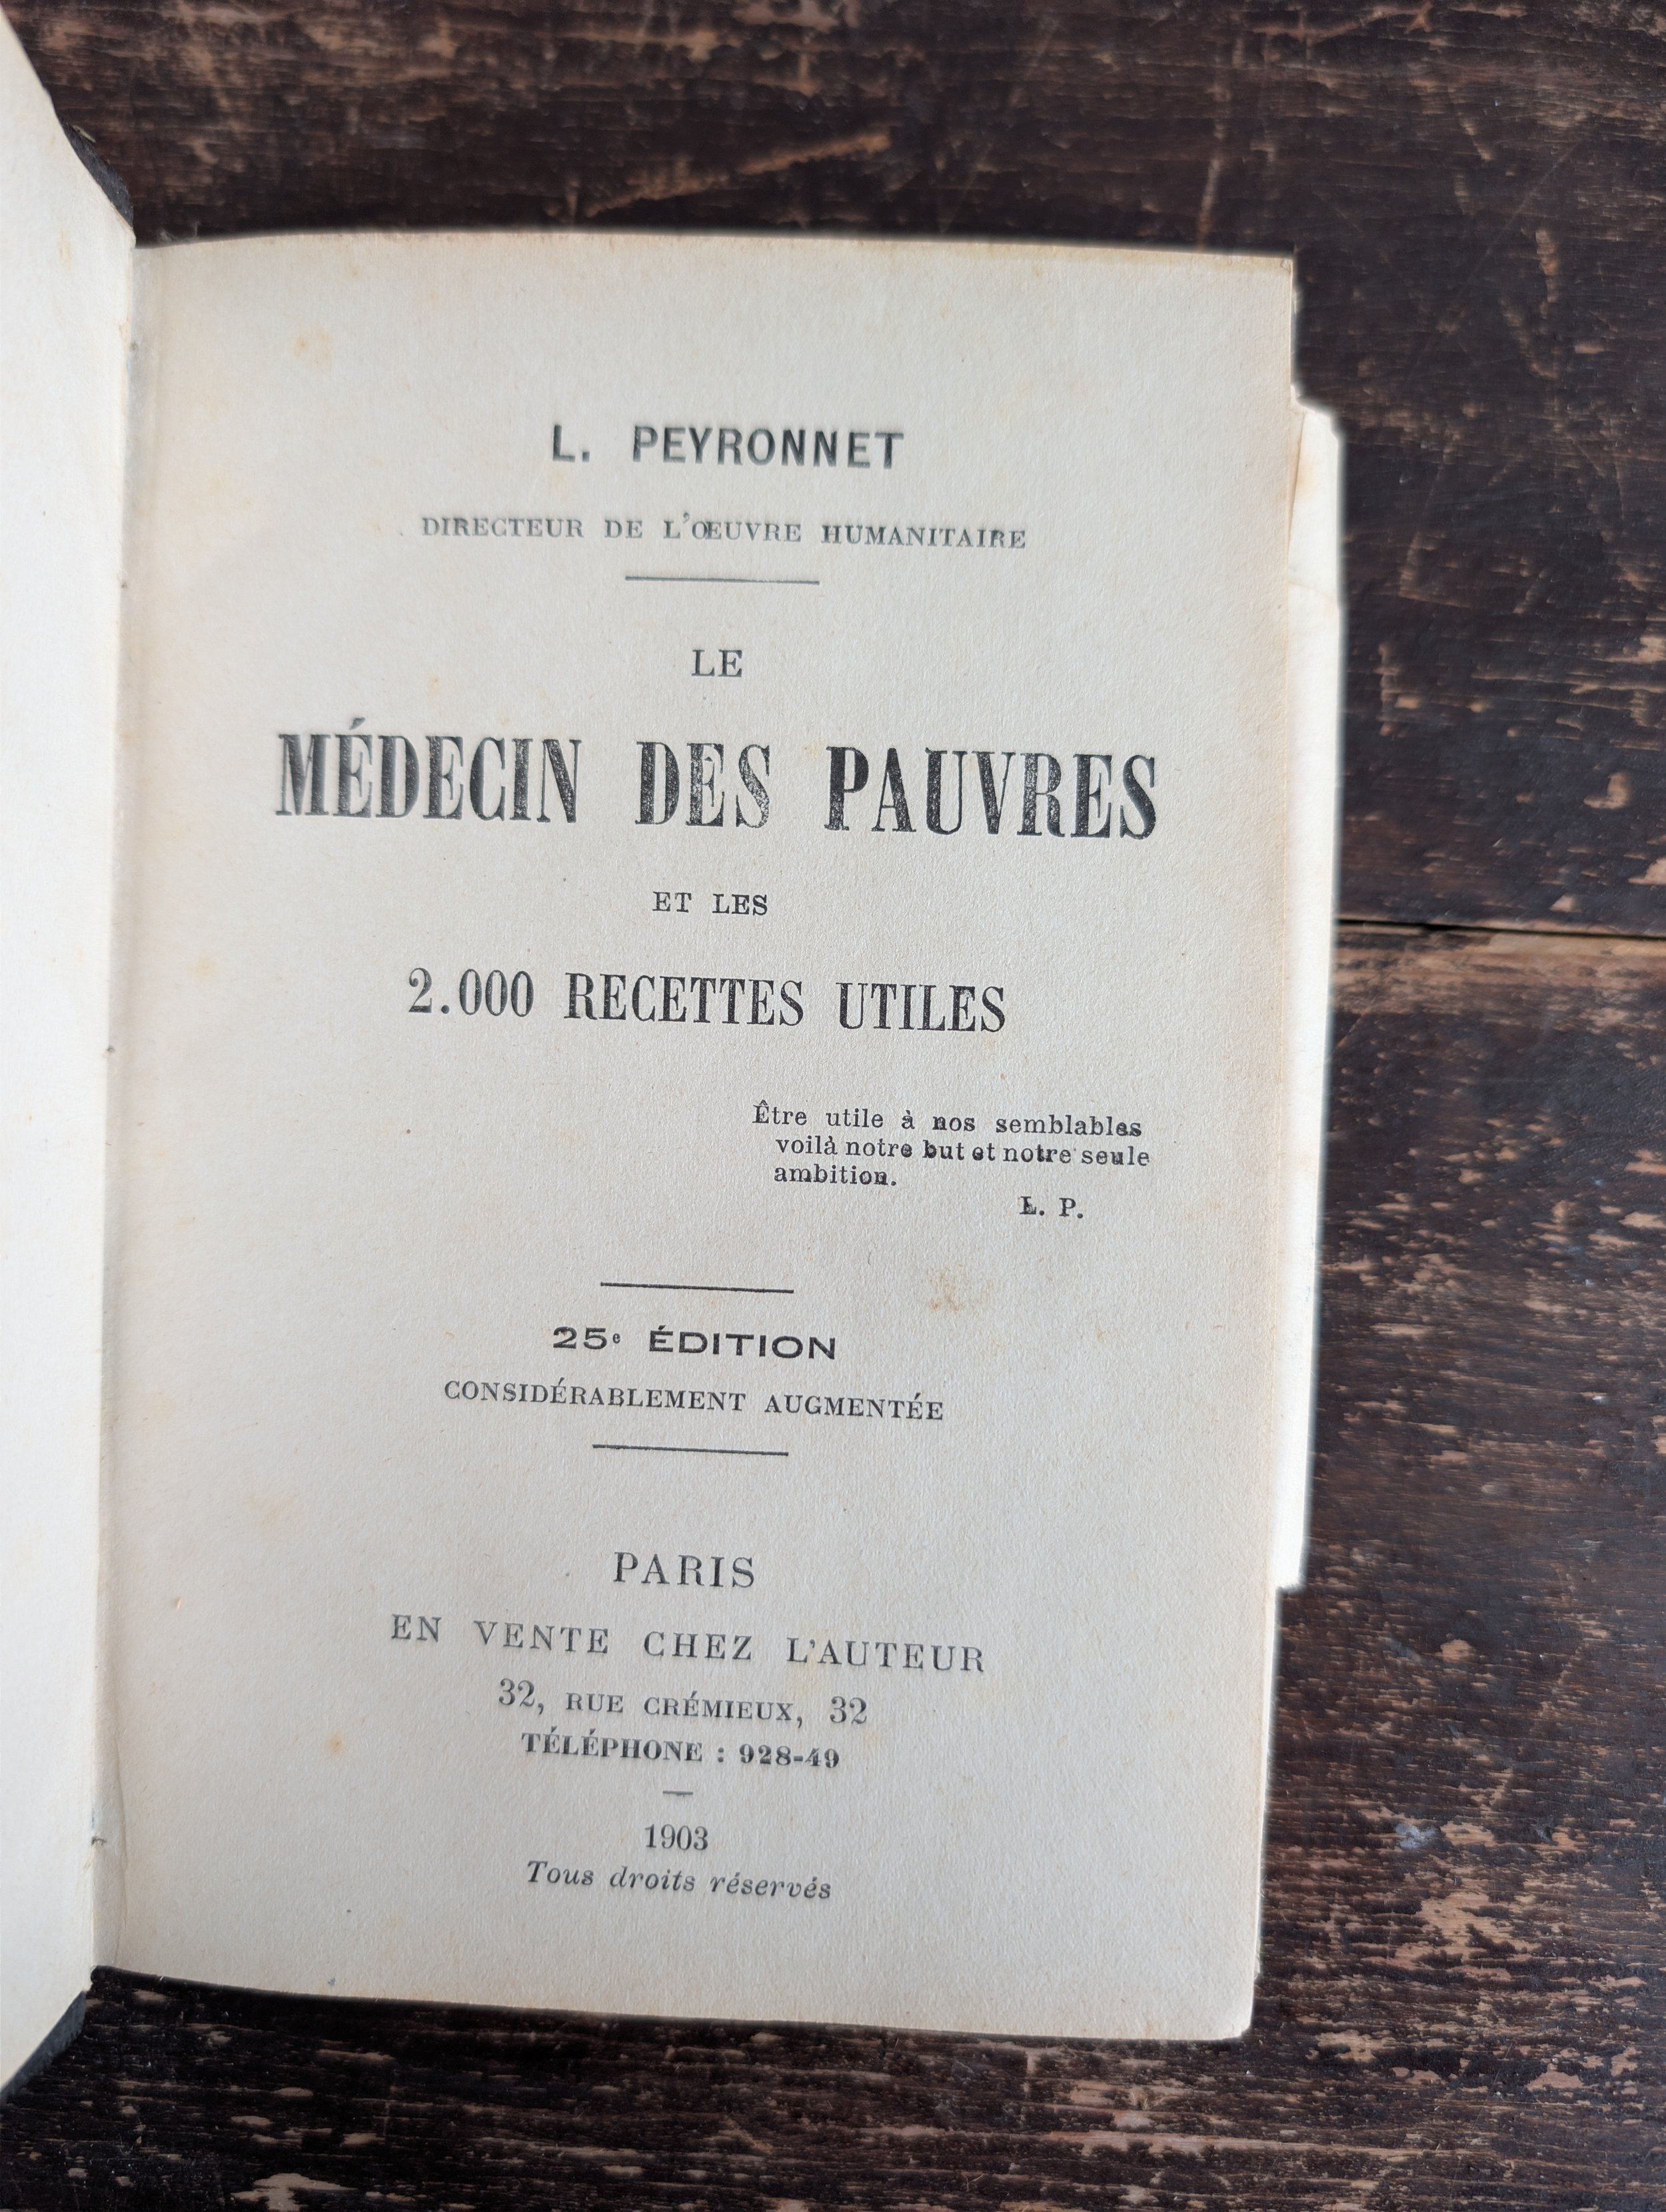 L. PEYRONNET
DIRECTEUR DE L'ŒUVRE HUMANITAIRE
LE
MÉDECIN DES PAUVRES
ET LES
2.000 RECETTES UTILES
Être utile à nos semblables
voilà notre but et notre seule
ambition.
L. P.
25e ÉDITION
CONSIDÉRABLEMENT AUGMENTÉE
PARIS
EN VENTE CHEZ L'AUTEUR
32, RUE CRÉMIEUX, 32
TÉLÉPHONE : 928-49
1903
Tous droits réservés